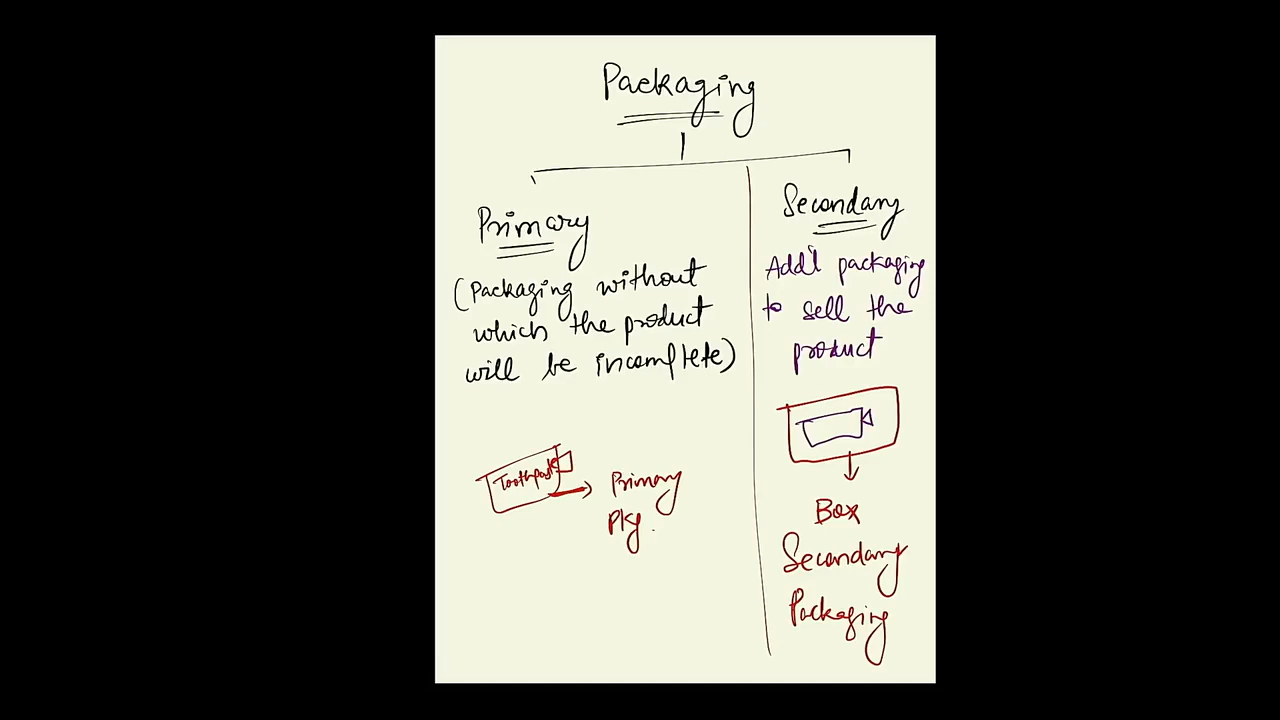 Packaging
Primary
(Packaging without
which the product
will be incomplete)
Toothpaste
Primary
Pkg.
Secondary
Add'l packaging
to sell the
product
Box
Secondary
Packaging